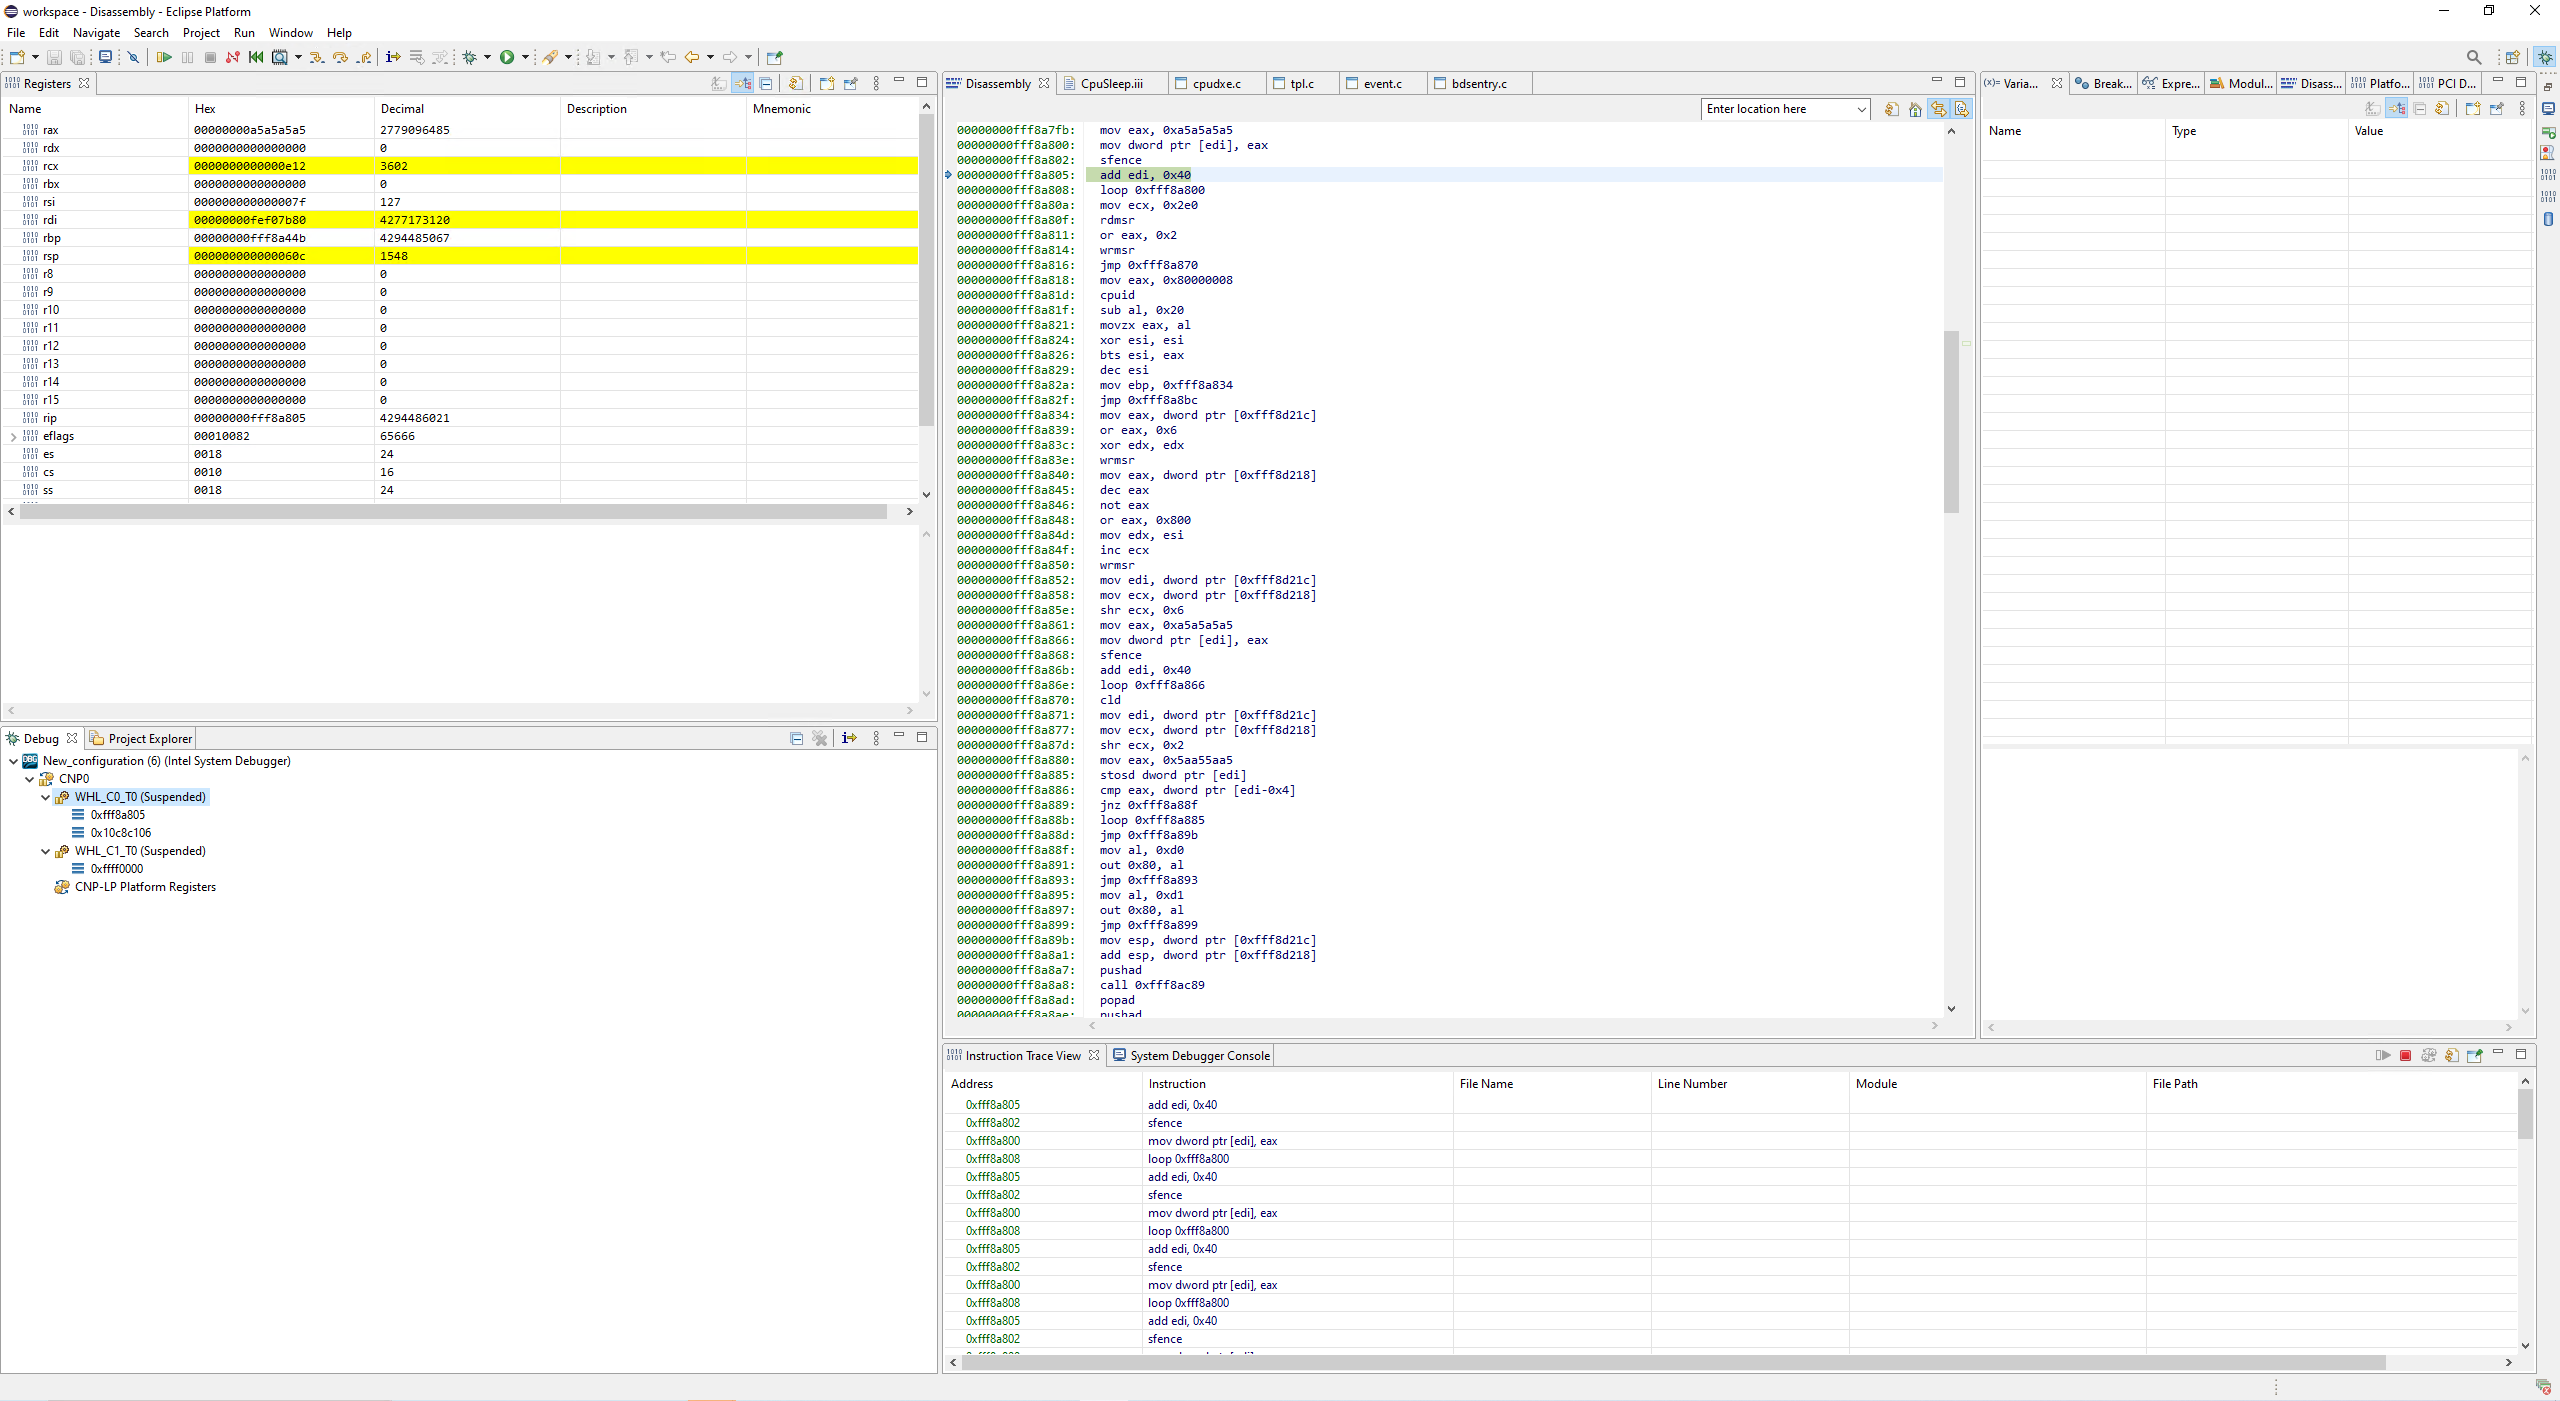 workspace - Disassembly - Eclipse Platform
File Edit Navigate Search Project Run Window Help
Registers
Name Hex Decimal Description Mnemonic
rax 00000000a5a5a5a5 2779096485
rdx 0000000000000000 0
rcx 0000000000000e12 3602
rbx 0000000000000000 0
rsi 000000000000007f 127
rdi 00000000fef07b80 4277173120
rbp 00000000fff8a44b 4294485067
rsp 000000000000060c 1548
r8 0000000000000000 0
r9 0000000000000000 0
r10 0000000000000000 0
r11 0000000000000000 0
r12 0000000000000000 0
r13 0000000000000000 0
r14 0000000000000000 0
r15 0000000000000000 0
rip 00000000fff8a805 4294486021
eflags 00010082 65666
es 0018 24
cs 0010 16
ss 0018 24
Debug Project Explorer
New_configuration (6) (Intel System Debugger)
CNP0
WHL_C0_T0 (Suspended)
0xfff8a805
0x10c8c106
WHL_C1_T0 (Suspended)
0xffff0000
CNP-LP Platform Registers
Disassembly CpuSleep.iii cpudxe.c tpl.c event.c bdsentry.c
Enter location here
00000000fff8a7fb: mov eax, 0xa5a5a5a5
00000000fff8a800: mov dword ptr [edi], eax
00000000fff8a802: sfence
00000000fff8a805: add edi, 0x40
00000000fff8a808: loop 0xfff8a800
00000000fff8a80a: mov ecx, 0x2e0
00000000fff8a80f: rdmsr
00000000fff8a811: or eax, 0x2
00000000fff8a814: wrmsr
00000000fff8a816: jmp 0xfff8a870
00000000fff8a818: mov eax, 0x80000008
00000000fff8a81d: cpuid
00000000fff8a81f: sub al, 0x20
00000000fff8a821: movzx eax, al
00000000fff8a824: xor esi, esi
00000000fff8a826: bts esi, eax
00000000fff8a829: dec esi
00000000fff8a82a: mov ebp, 0xfff8a834
00000000fff8a82f: jmp 0xfff8a8bc
00000000fff8a834: mov eax, dword ptr [0xfff8d21c]
00000000fff8a839: or eax, 0x6
00000000fff8a83c: xor edx, edx
00000000fff8a83e: wrmsr
00000000fff8a840: mov eax, dword ptr [0xfff8d218]
00000000fff8a845: dec eax
00000000fff8a846: not eax
00000000fff8a848: or eax, 0x800
00000000fff8a84d: mov edx, esi
00000000fff8a84f: inc ecx
00000000fff8a850: wrmsr
00000000fff8a852: mov edi, dword ptr [0xfff8d21c]
00000000fff8a858: mov ecx, dword ptr [0xfff8d218]
00000000fff8a85e: shr ecx, 0x6
00000000fff8a861: mov eax, 0xa5a5a5a5
00000000fff8a866: mov dword ptr [edi], eax
00000000fff8a868: sfence
00000000fff8a86b: add edi, 0x40
00000000fff8a86e: loop 0xfff8a866
00000000fff8a870: cld
00000000fff8a871: mov edi, dword ptr [0xfff8d21c]
00000000fff8a877: mov ecx, dword ptr [0xfff8d218]
00000000fff8a87d: shr ecx, 0x2
00000000fff8a880: mov eax, 0x5aa55aa5
00000000fff8a885: stosd dword ptr [edi]
00000000fff8a886: cmp eax, dword ptr [edi-0x4]
00000000fff8a889: jnz 0xfff8a88f
00000000fff8a88b: loop 0xfff8a885
00000000fff8a88d: jmp 0xfff8a89b
00000000fff8a88f: mov al, 0xd0
00000000fff8a891: out 0x80, al
00000000fff8a893: jmp 0xfff8a893
00000000fff8a895: mov al, 0xd1
00000000fff8a897: out 0x80, al
00000000fff8a899: jmp 0xfff8a899
00000000fff8a89b: mov esp, dword ptr [0xfff8d21c]
00000000fff8a8a1: add esp, dword ptr [0xfff8d218]
00000000fff8a8a7: pushad
00000000fff8a8a8: call 0xfff8ac89
00000000fff8a8ad: popad
00000000fff8a8ae: pushad
(x)= Varia... Break... Expre... Modul... Disass... Platfo... PCI D...
Name Type Value
Instruction Trace View System Debugger Console
Address Instruction File Name Line Number Module File Path
0xfff8a805 add edi, 0x40
0xfff8a802 sfence
0xfff8a800 mov dword ptr [edi], eax
0xfff8a808 loop 0xfff8a800
0xfff8a805 add edi, 0x40
0xfff8a802 sfence
0xfff8a800 mov dword ptr [edi], eax
0xfff8a808 loop 0xfff8a800
0xfff8a805 add edi, 0x40
0xfff8a802 sfence
0xfff8a800 mov dword ptr [edi], eax
0xfff8a808 loop 0xfff8a800
0xfff8a805 add edi, 0x40
0xfff8a802 sfence